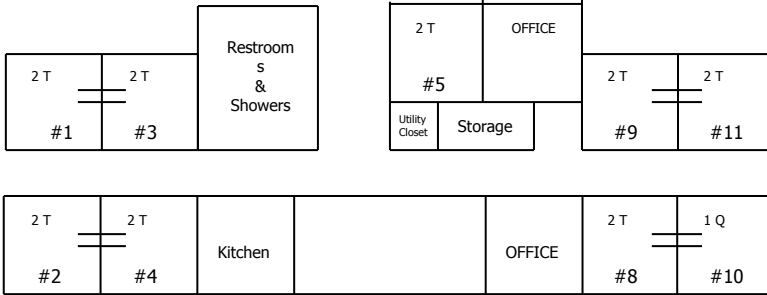 2 T
OFFICE
Restroom
s
&
Showers
2 T
2 T
#5
2 T
2 T
Utility
Closet
Storage
#1
#3
#9
#11
2 T
2 T
Kitchen
OFFICE
2 T
1 Q
#2
#4
#8
#10